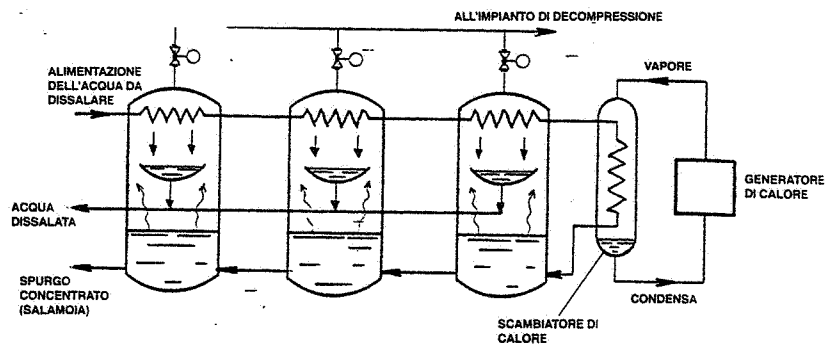 ALL'IMPIANTO DI DECOMPRESSIONE
ALIMENTAZIONE
DELL'ACQUA DA
DISSALARE
VAPORE
GENERATORE
DI CALORE
ACQUA
DISSALATA
SPURGO
CONCENTRATO
(SALAMOIA)
CONDENSA
SCAMBIATORE DI
CALORE